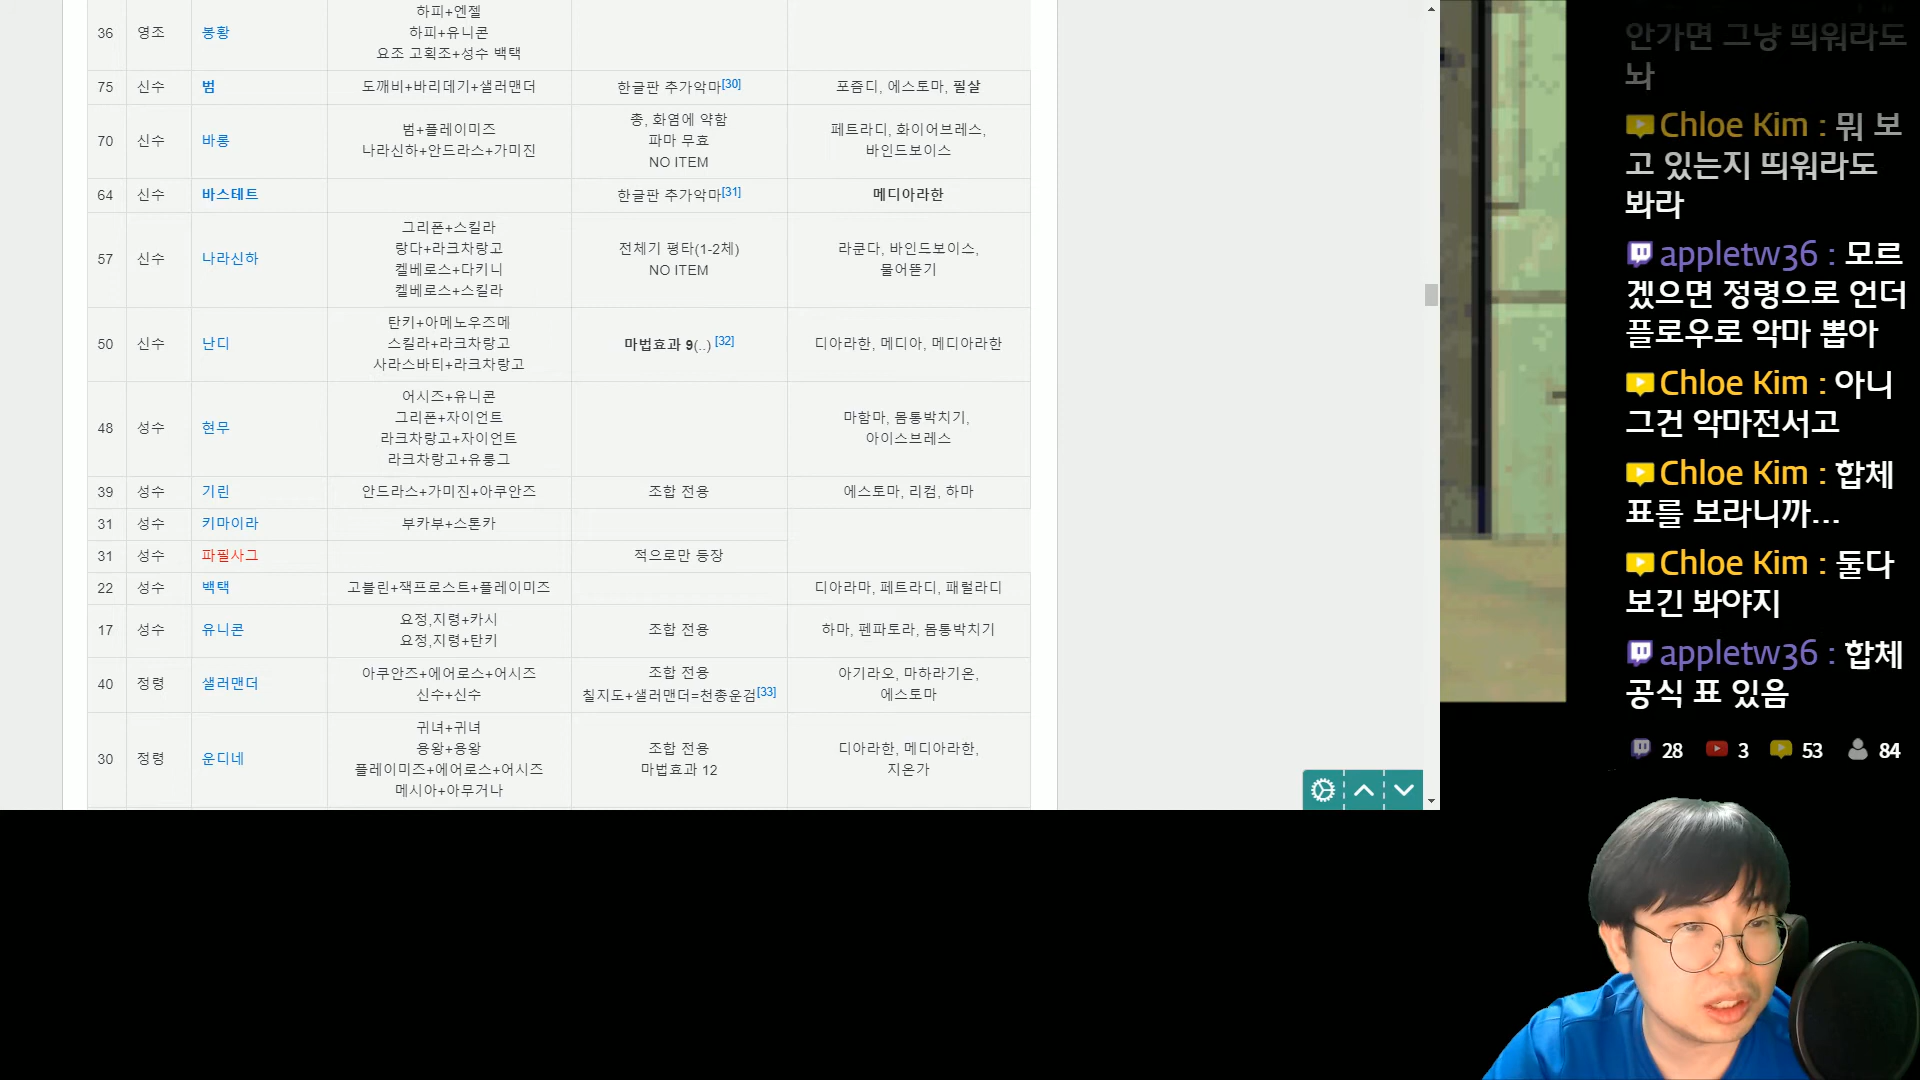 하피+엔젤
36 영조 봉황 하피+유니콘
요조 고획조+성수 백택
75 신수 범 도깨비+바리데기+샐러맨더 한글판 추가악마[30] 포즘디, 에스토마, 필살
총, 화염에 약함
범+플레이미즈 페트라디, 화이어브레스,
70 신수 바롱 파마 무효
나라신하+안드라스+가미진 바인드보이스
NO ITEM
64 신수 바스테트 한글판 추가악마[31] 메디아라한
그리폰+스킬라
랑다+라크차랑고 전체기 평타(1-2체) 라쿤다, 바인드보이스,
57 신수 나라신하
켈베로스+다키니 NO ITEM 물어뜯기
켈베로스+스킬라
탄키+아메노우즈메
50 신수 난디 스킬라+라크차랑고 마법효과 9(..) [32] 디아라한, 메디아, 메디아라한
사라스바티+라크차랑고
어시즈+유니콘
그리폰+자이언트 마함마, 몸통박치기,
48 성수 현무
라크차랑고+자이언트 아이스브레스
라크차랑고+유룽그
39 성수 기린 안드라스+가미진+아쿠안즈 조합 전용 에스토마, 리컴, 하마
31 성수 키마이라 부카부+스톤카
31 성수 파필사그 적으로만 등장
22 성수 백택 고블린+잭프로스트+플레이미즈 디아라마, 페트라디, 패럴라디
요정,지령+카시
17 성수 유니콘 조합 전용 하마, 펜파토라, 몸통박치기
요정,지령+탄키
아쿠안즈+에어로스+어시즈 조합 전용 아기라오, 마하라기온,
40 정령 샐러맨더
신수+신수 칠지도+샐러맨더=천총운검[33] 에스토마
귀녀+귀녀
용왕+용왕 조합 전용 디아라한, 메디아라한,
30 정령 운디네
플레이미즈+에어로스+어시즈 마법효과 12 지온가
메시아+아무거나
안가면 그냥 띄워라도
놔
Chloe Kim : 뭐 보
고 있는지 띄워라도
봐라
appletw36 : 모르
겠으면 정령으로 언더
플로우로 악마 뽑아
Chloe Kim : 아니
그건 악마전서고
Chloe Kim : 합체
표를 보라니까...
Chloe Kim : 둘다
보긴 봐야지
appletw36 : 합체
공식 표 있음
28 3 53 84